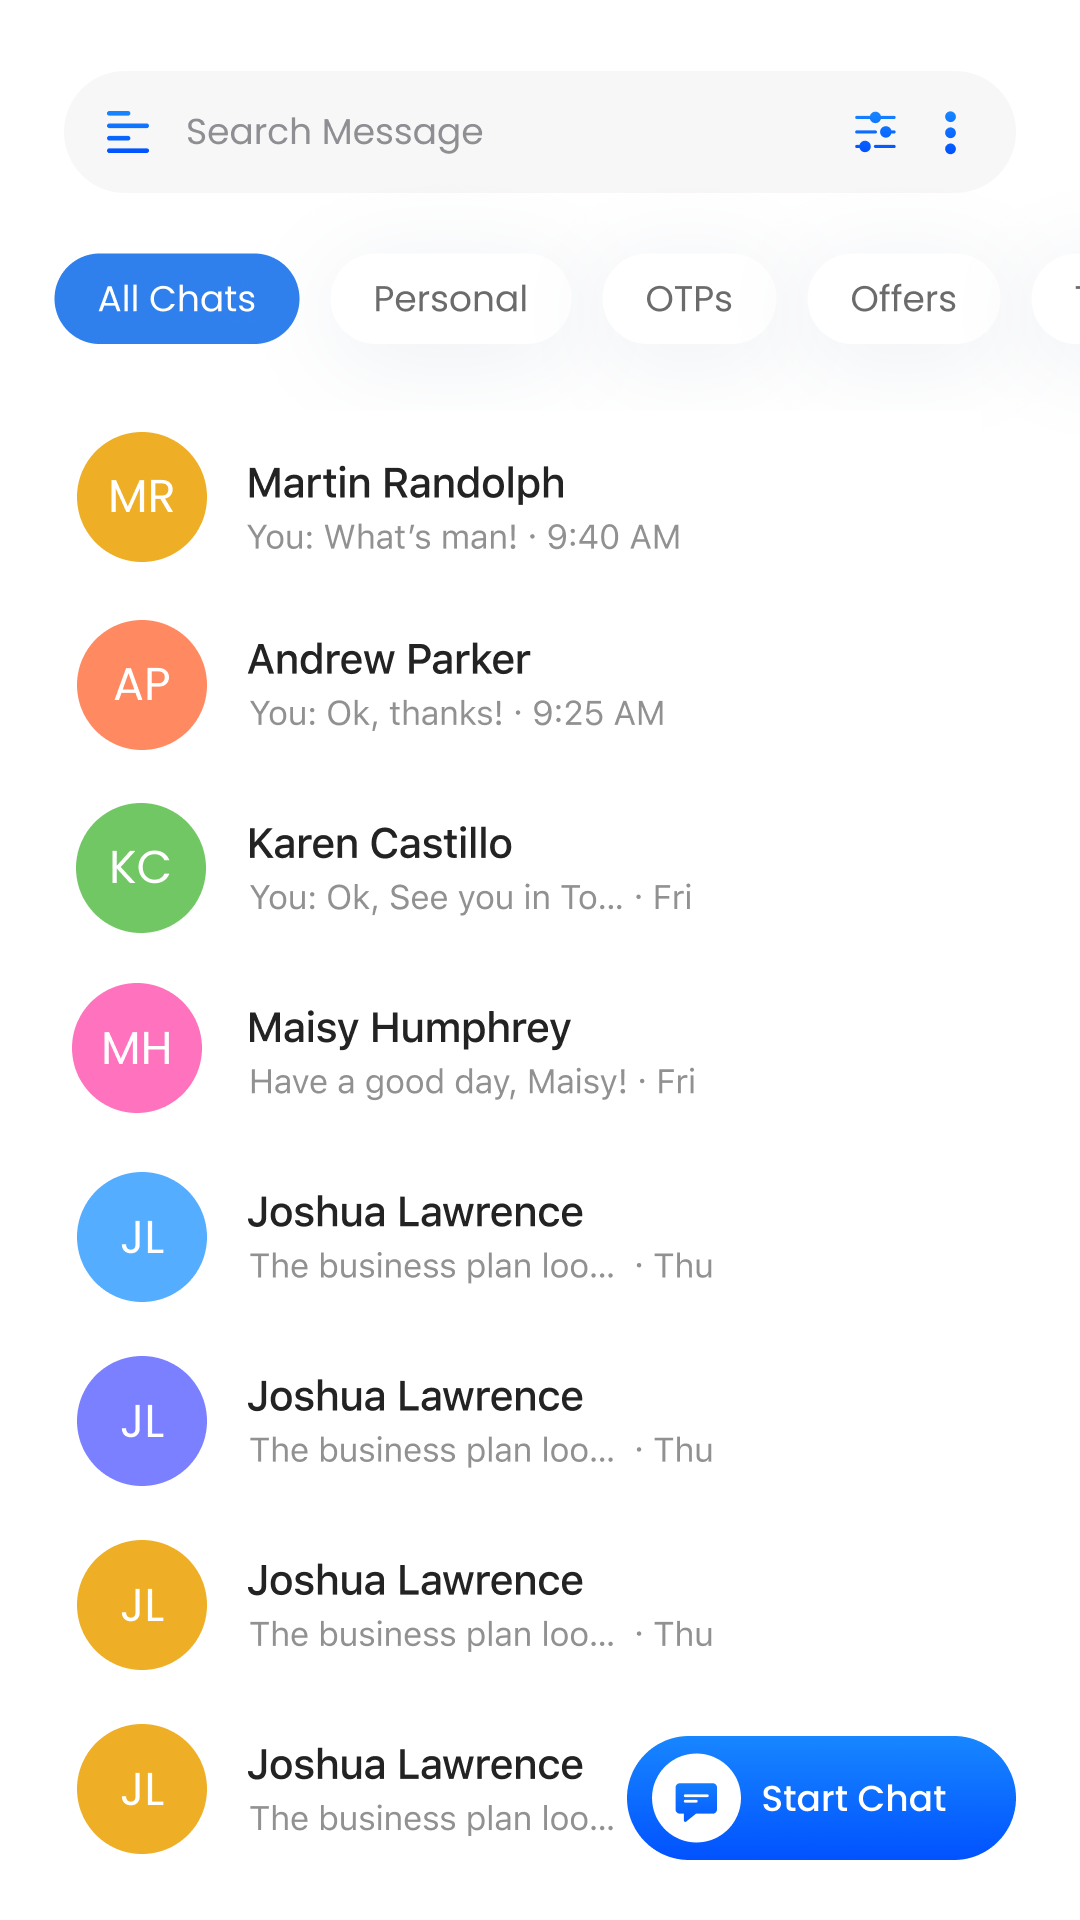 Search Message
All Chats Personal OTPs Offers
MR
Martin Randolph
You: What’s man! · 9:40 AM
AP
Andrew Parker
You: Ok, thanks! · 9:25 AM
KC
Karen Castillo
You: Ok, See you in To... · Fri
MH
Maisy Humphrey
Have a good day, Maisy! · Fri
JL
Joshua Lawrence
The business plan loo... · Thu
JL
Joshua Lawrence
The business plan loo... · Thu
JL
Joshua Lawrence
The business plan loo... · Thu
JL
Joshua Lawrence
The business plan loo...
Start Chat